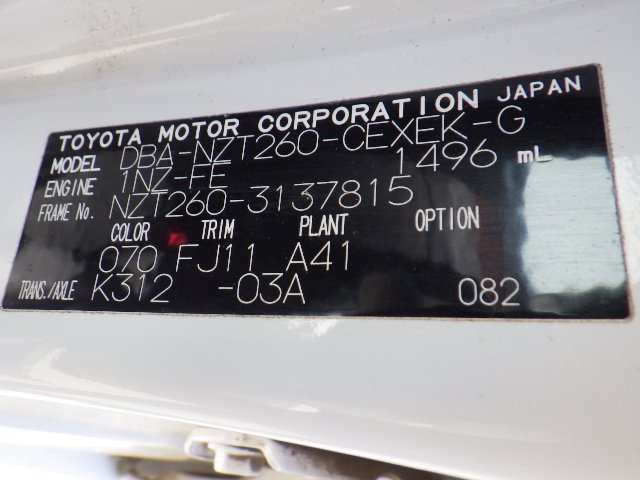 TOYOTA MOTOR CORPORATION JAPAN
MODEL DBA-NZT260-CEXEK-G
ENGINE 1NZ-FE 1496 mL
FRAME No. NZT260-3137815
COLOR TRIM PLANT OPTION
070 FJ11 A41
TRANS./AXLE K312 -03A 082